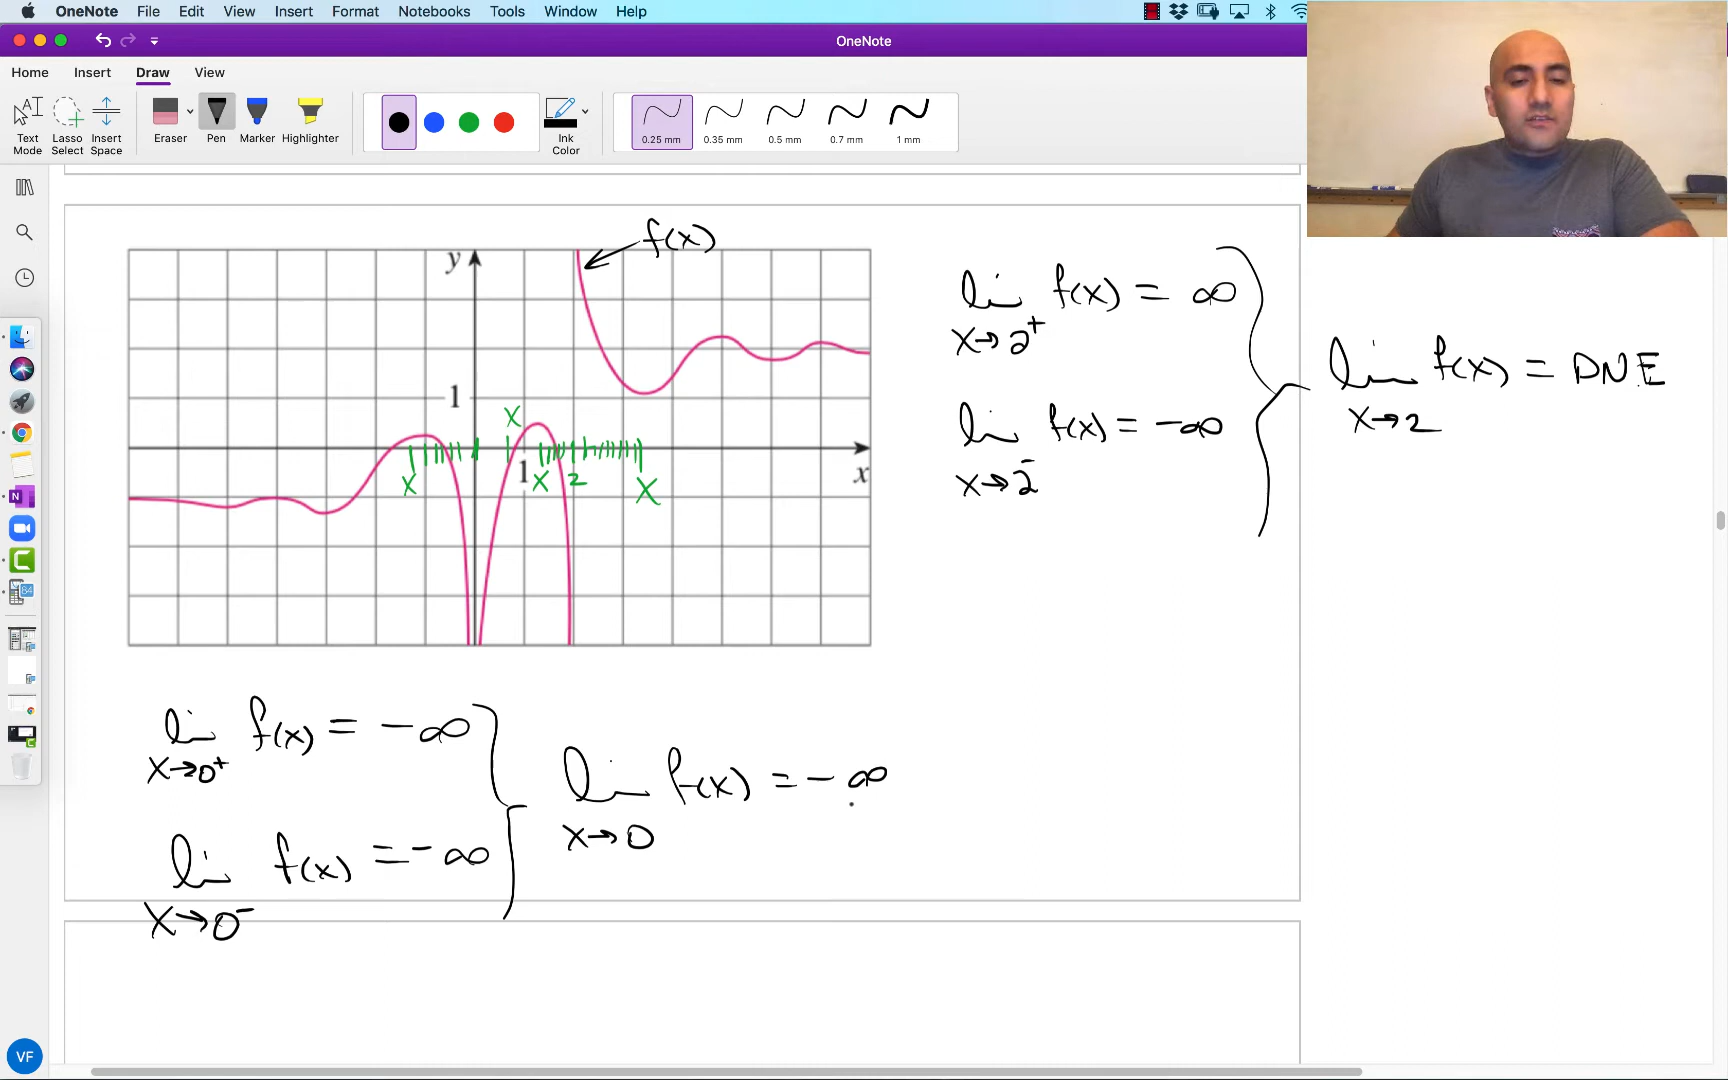 OneNote File Edit View Insert Format Notebooks Tools Window Help
OneNote
Home Insert Draw View
Text Mode
Lasso Select
Insert Space
Eraser
Pen
Marker
Highlighter
Ink Color
0.25 mm
0.35 mm
0.5 mm
0.7 mm
1 mm
f(x)
y
1
x
x
1
x
x
2
x
x
lim f(x) = ∞
x→2⁺
lim f(x) = -∞
x→2⁻
lim f(x) = DNE
x→2
lim f(x) = -∞
x→0⁺
lim f(x) = -∞
x→0⁻
lim f(x) = -∞
x→0
N
84
VF